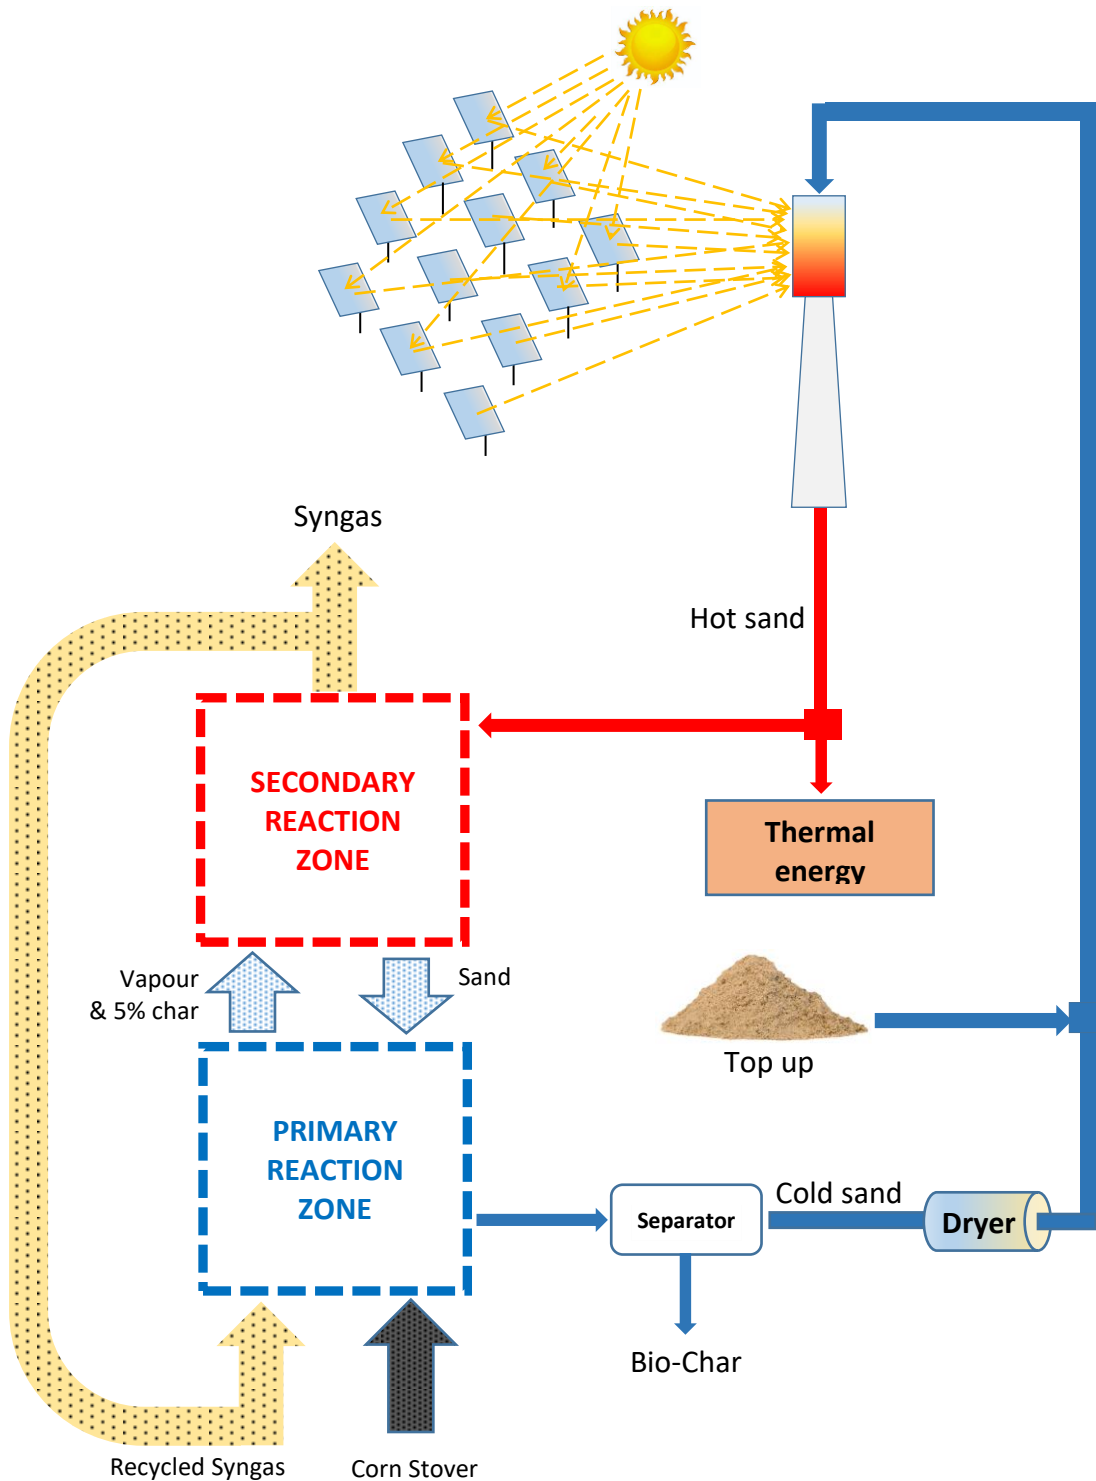 Syngas
Hot sand
SECONDARY
REACTION
ZONE
Thermal
energy
Vapour
& 5% char
Sand
Top up
PRIMARY
REACTION
ZONE
Separator
Cold sand
Dryer
Bio-Char
Recycled Syngas
Corn Stover